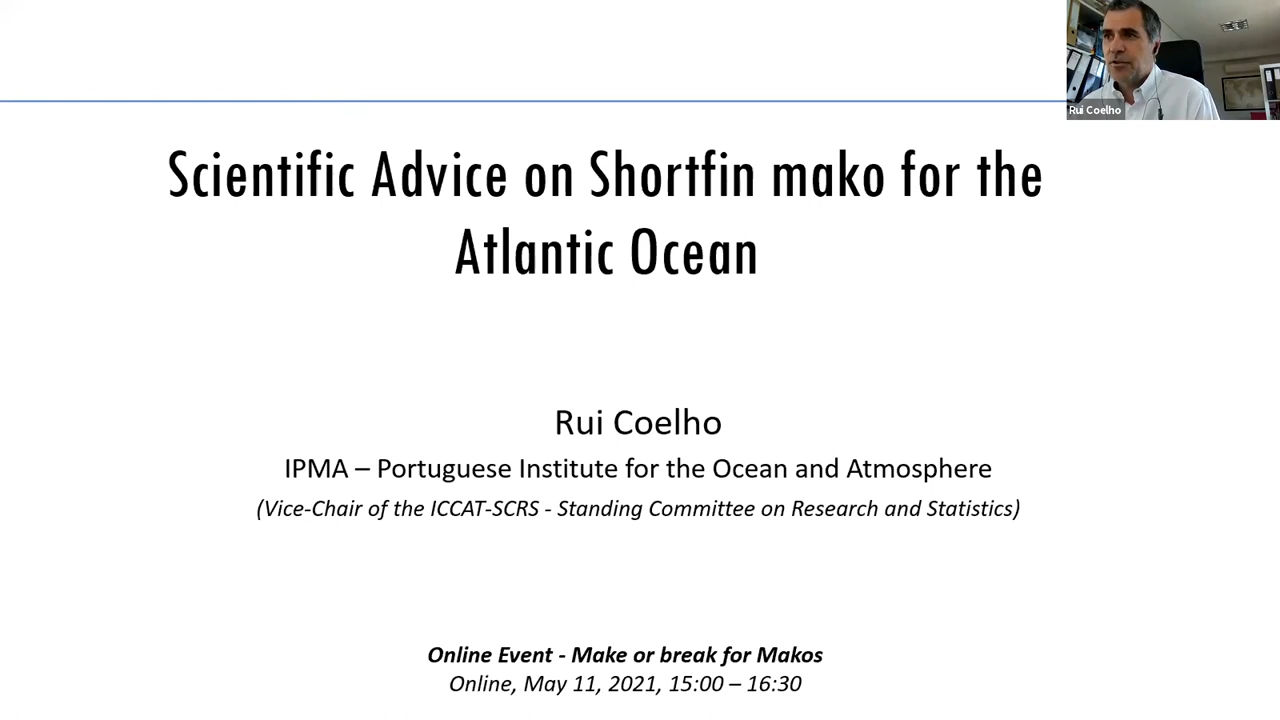 Rui Coelho
Scientific Advice on Shortfin mako for the
Atlantic Ocean
Rui Coelho
IPMA – Portuguese Institute for the Ocean and Atmosphere
(Vice-Chair of the ICCAT-SCRS - Standing Committee on Research and Statistics)
Online Event - Make or break for Makos
Online, May 11, 2021, 15:00 – 16:30